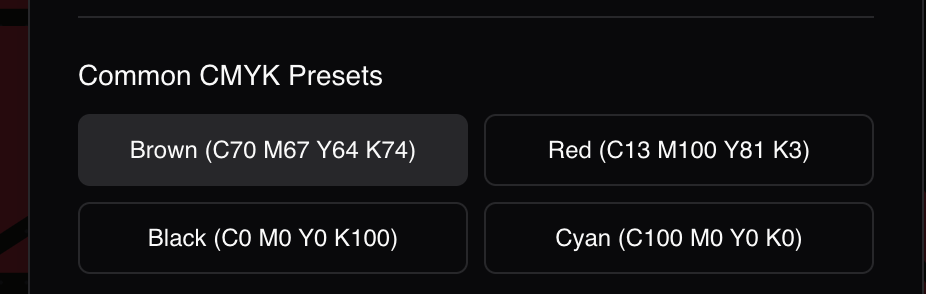 Common CMYK Presets
Brown (C70 M67 Y64 K74)
Red (C13 M100 Y81 K3)
Black (C0 M0 Y0 K100)
Cyan (C100 M0 Y0 K0)